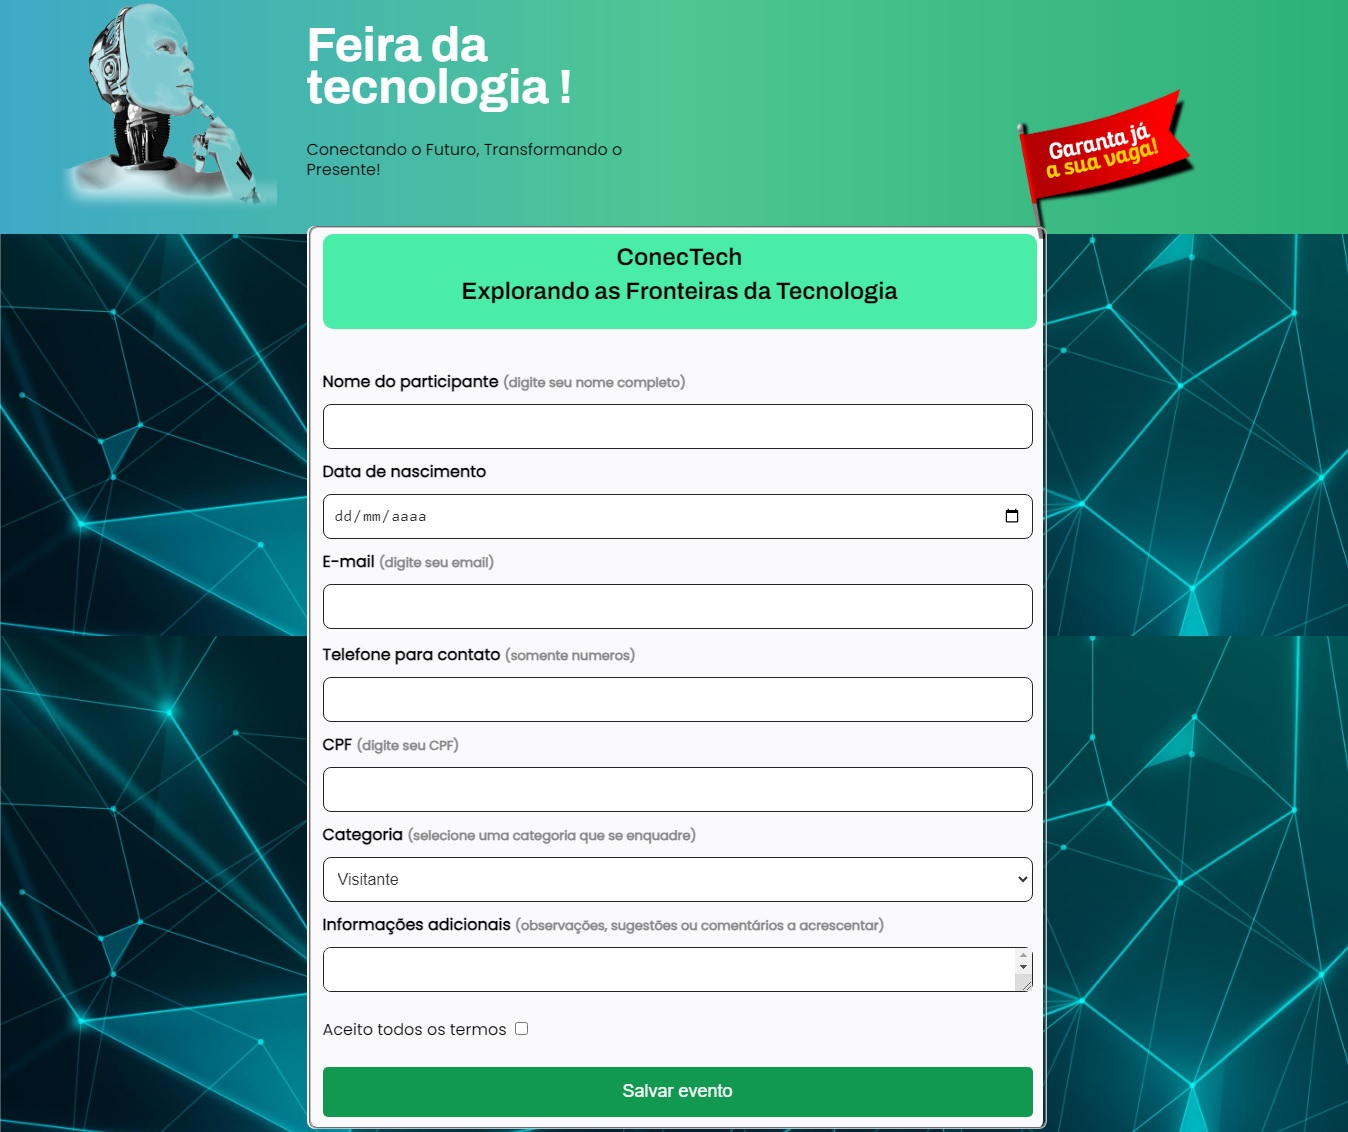 Feira da
tecnologia !
Conectando o Futuro, Transformando o
Presente!
Garanta já
a sua vaga!
ConecTech
Explorando as Fronteiras da Tecnologia
Nome do participante (digite seu nome completo)
Data de nascimento
dd/mm/aaaa
E-mail (digite seu email)
Telefone para contato (somente numeros)
CPF (digite seu CPF)
Categoria (selecione uma categoria que se enquadre)
Visitante
Informações adicionais (observações, sugestões ou comentários a acrescentar)
Aceito todos os termos
Salvar evento